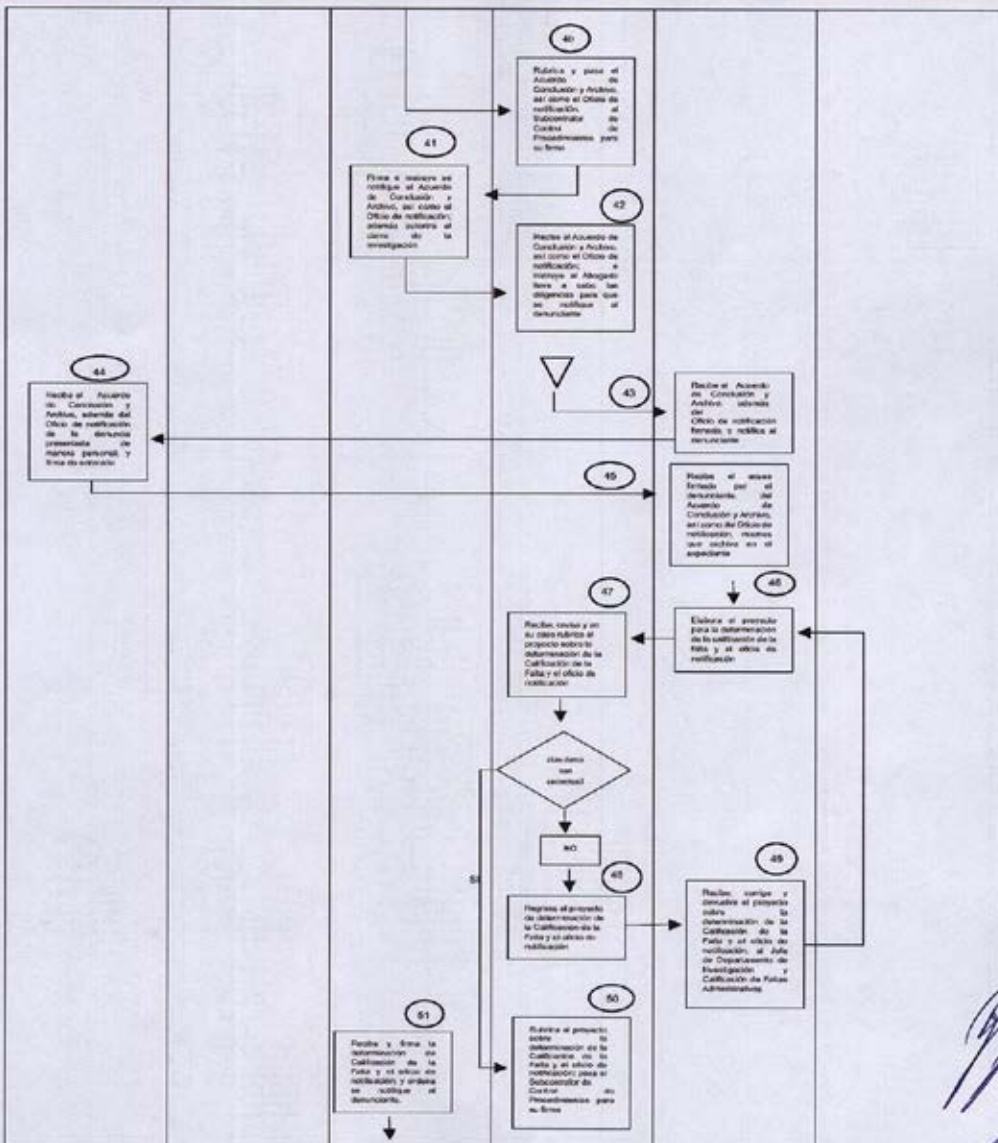 40
Rubrica y pasa el
Acuerdo de
Conclusión y Archivo,
así como el Oficio de
notificación, al
Subcontralor de
Control de
Procedimientos para
su firma
41
Firma e instruye se
notifique el Acuerdo
de Conclusión y
Archivo, así como el
Oficio de notificación;
además autoriza el
cierre de la
investigación
42
Recibe el Acuerdo de
Conclusión y Archivo,
así como el Oficio de
notificación; e
instruye al Abogado
lleve a cabo las
diligencias para que
se notifique al
denunciante
43
Recibe el Acuerdo
de Conclusión y
Archivo, además
del
Oficio de notificación
firmado, y notifica al
denunciante
44
Recibe el Acuerdo
de Conclusión y
Archivo, además del
Oficio de notificación
de la denuncia
presentada de
manera personal, y
firma de enterado
45
Recibe el acuse
firmado por el
denunciante, del
Acuerdo de
Conclusión y Archivo,
así como del Oficio de
notificación, mismos
que archiva en el
expediente
46
Elabora el proyecto
para la determinación
de la calificación de la
falta y el oficio de
notificación
47
Recibe, revisa y en
su caso rubrica el
proyecto sobre la
determinación de la
Calificación de la
Falta y el oficio de
notificación
son
correctos?
NO
SI
48
Regresa el proyecto
de determinación de
la Calificación de la
Falta y el oficio de
notificación
49
Recibe, corrige y
devuelve el proyecto
sobre la
determinación de la
Calificación de la
Falta y el oficio de
notificación, al Jefe
de Departamento de
Investigación y
Calificación de Faltas
Administrativas
50
Rubrica el proyecto
sobre la
determinación de la
Calificación de la
Falta y el oficio de
notificación; pasa al
Subcontralor de
Control de
Procedimientos para
su firma
51
Recibe y firma la
determinación de
Calificación de la
Falta y el oficio de
notificación; y ordena
se notifique al
denunciante.